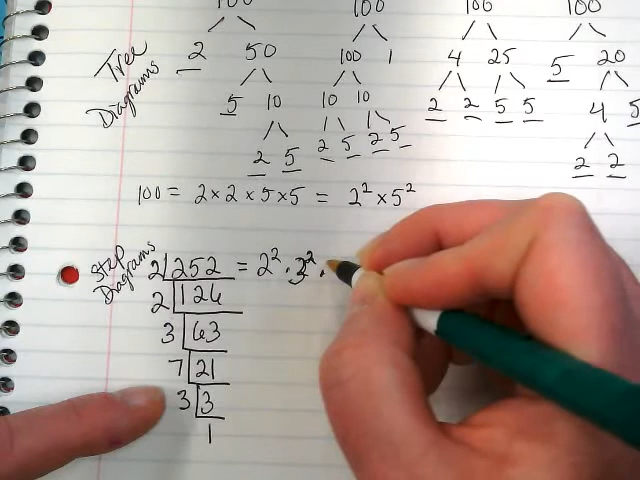 100 100 100 100
Tree Diagrams
2 50 100 1 4 25 5 20
5 10 10 10 2 2 5 5 4 5
2 5 2 5 2 5 2 2
100 = 2 × 2 × 5 × 5 = 2² × 5²
Step Diagrams
2 252 = 2² · 3² ·
2 126
3 63
7 21
3 3
1